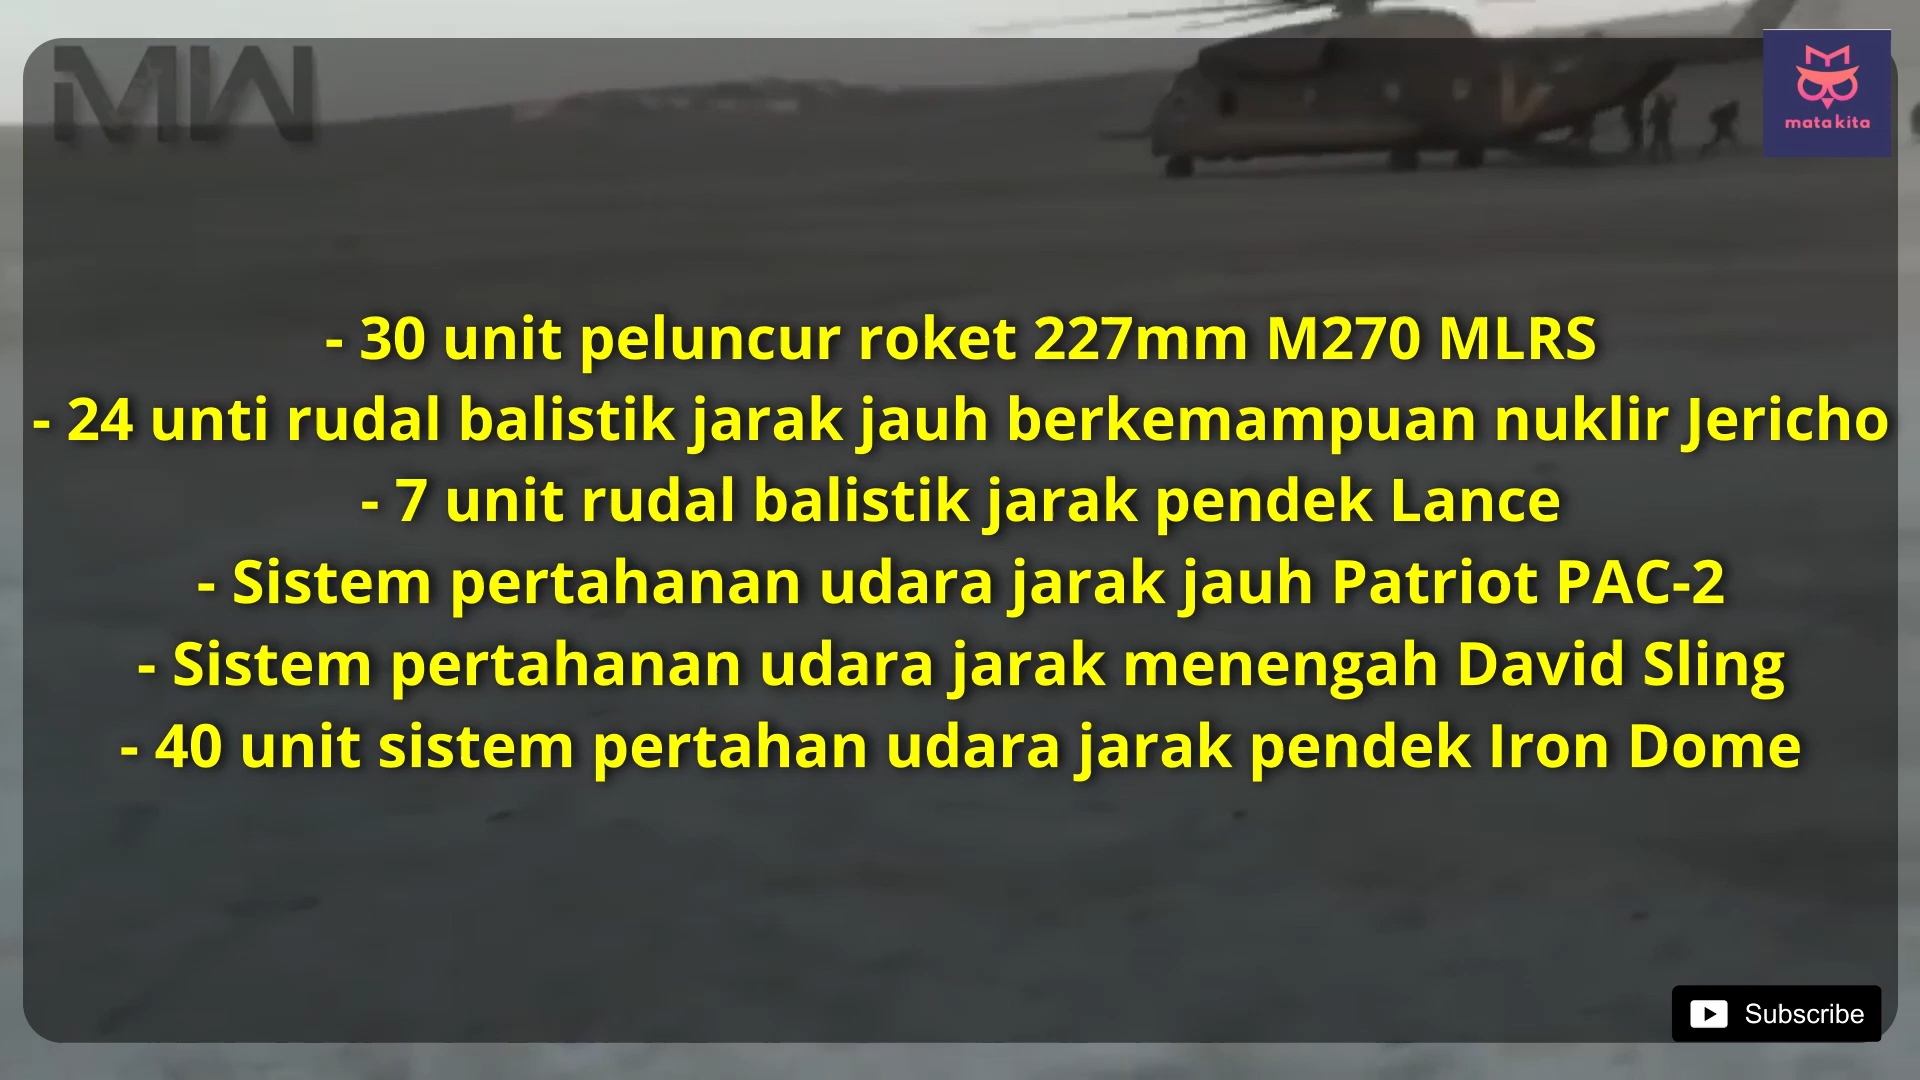 MW
mata kita
- 30 unit peluncur roket 227mm M270 MLRS
- 24 unti rudal balistik jarak jauh berkemampuan nuklir Jericho
- 7 unit rudal balistik jarak pendek Lance
- Sistem pertahanan udara jarak jauh Patriot PAC-2
- Sistem pertahanan udara jarak menengah David Sling
- 40 unit sistem pertahan udara jarak pendek Iron Dome
Subscribe